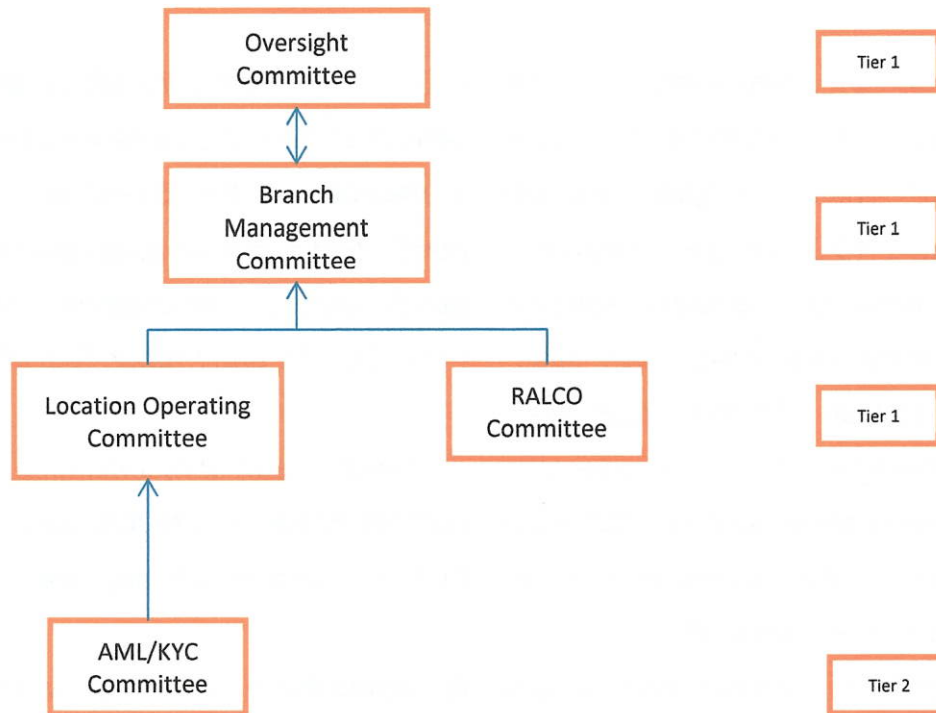 Oversight
Committee
Tier 1
Branch
Management
Committee
Tier 1
Location Operating
Committee
RALCO
Committee
Tier 1
AML/KYC
Committee
Tier 2